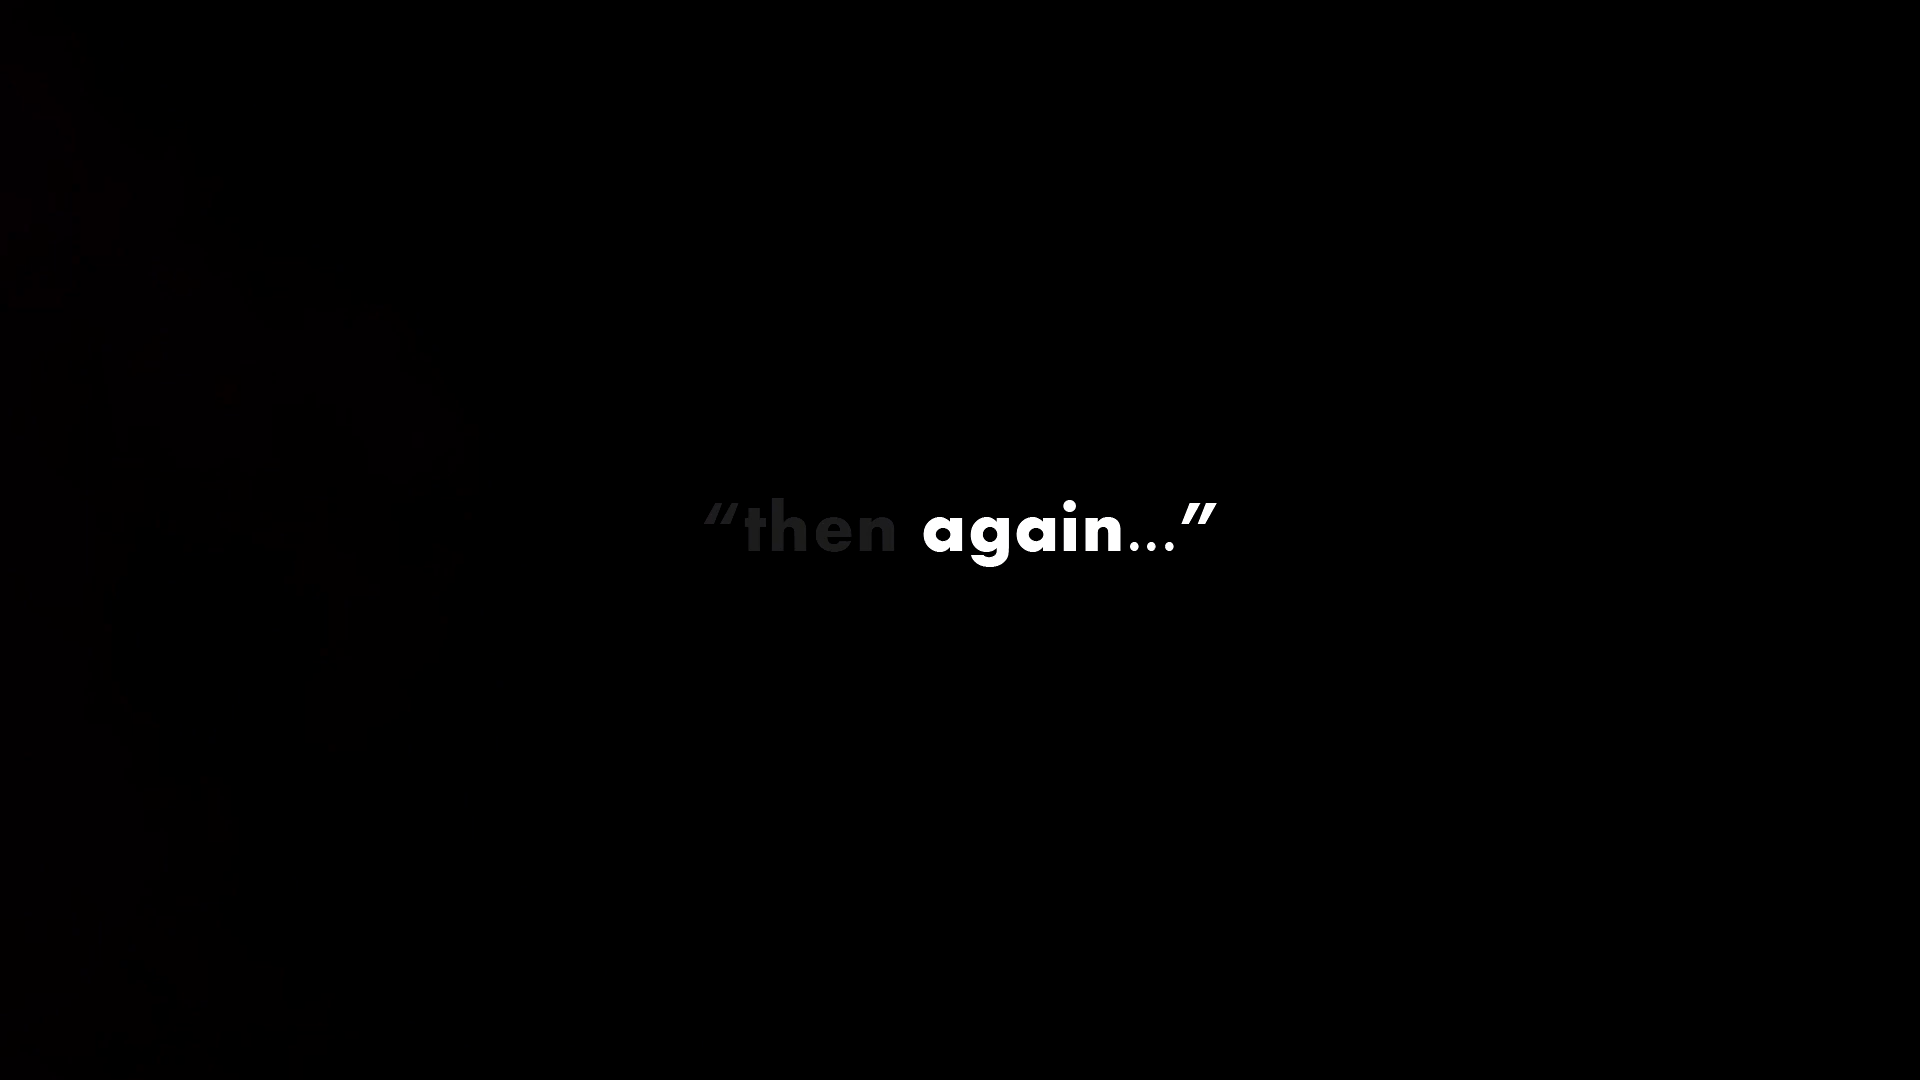 “then again...”